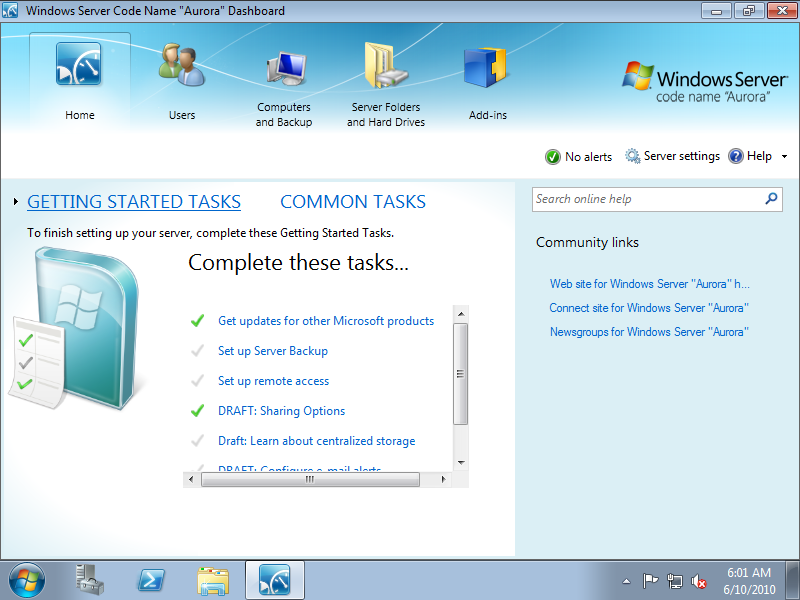 Windows Server Code Name "Aurora" Dashboard
Home
Users
Computers
and Backup
Server Folders
and Hard Drives
Add-ins
Windows Server
code name "Aurora"
No alerts
Server settings
Help
GETTING STARTED TASKS
COMMON TASKS
Search online help
To finish setting up your server, complete these Getting Started Tasks.
Community links
Complete these tasks...
Web site for Windows Server "Aurora" h...
Connect site for Windows Server "Aurora"
Newsgroups for Windows Server "Aurora"
Get updates for other Microsoft products
Set up Server Backup
Set up remote access
DRAFT: Sharing Options
Draft: Learn about centralized storage
DRAFT: Configure e-mail alerts
6:01 AM
6/10/2010